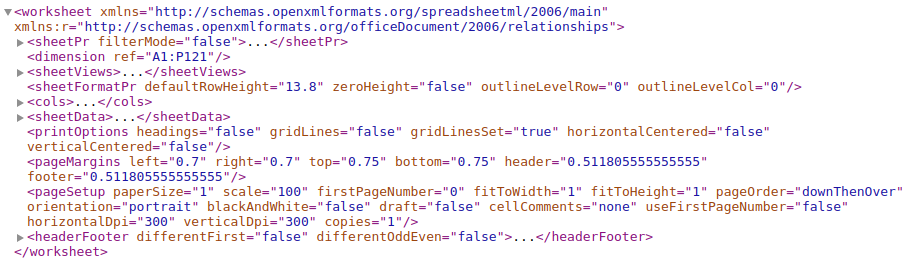 <worksheet xmlns="http://schemas.openxmlformats.org/spreadsheetml/2006/main"
xmlns:r="http://schemas.openxmlformats.org/officeDocument/2006/relationships">
<sheetPr filterMode="false">...</sheetPr>
<dimension ref="A1:P121"/>
<sheetViews>...</sheetViews>
<sheetFormatPr defaultRowHeight="13.8" zeroHeight="false" outlineLevelRow="0" outlineLevelCol="0"/>
<cols>...</cols>
<sheetData>...</sheetData>
<printOptions headings="false" gridLines="false" gridLinesSet="true" horizontalCentered="false"
verticalCentered="false"/>
<pageMargins left="0.7" right="0.7" top="0.75" bottom="0.75" header="0.511805555555555"
footer="0.511805555555555"/>
<pageSetup paperSize="1" scale="100" firstPageNumber="0" fitToWidth="1" fitToHeight="1" pageOrder="downThenOver"
orientation="portrait" blackAndWhite="false" draft="false" cellComments="none" useFirstPageNumber="false"
horizontalDpi="300" verticalDpi="300" copies="1"/>
<headerFooter differentFirst="false" differentOddEven="false">...</headerFooter>
</worksheet>